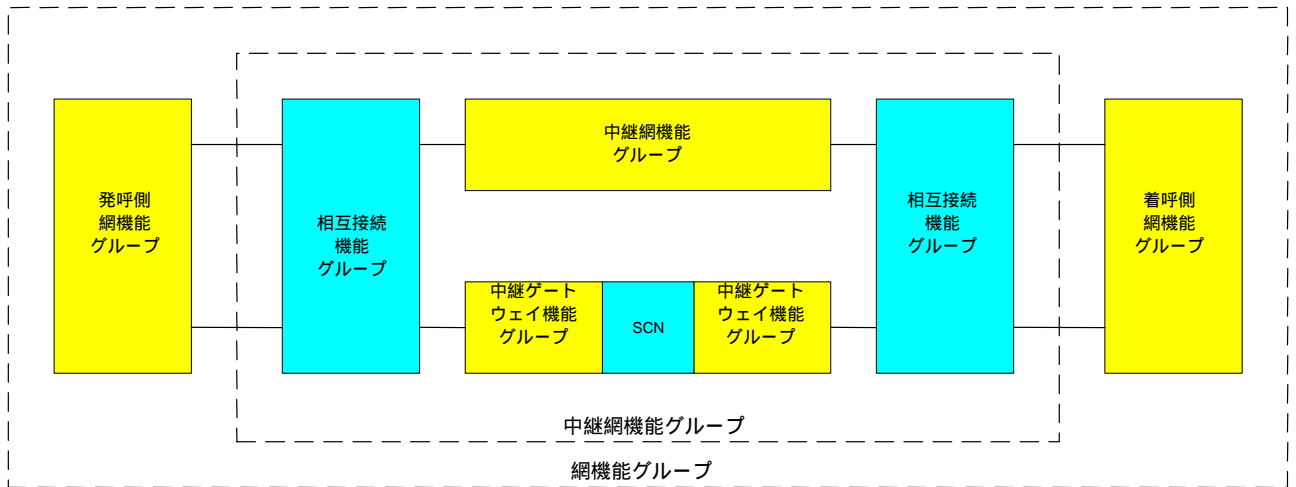 発呼側
網機能
グループ
相互接続
機能
グループ
中継網機能
グループ
中継ゲート
ウェイ機能
グループ
SCN
中継ゲート
ウェイ機能
グループ
相互接続
機能
グループ
着呼側
網機能
グループ
中継網機能グループ
網機能グループ